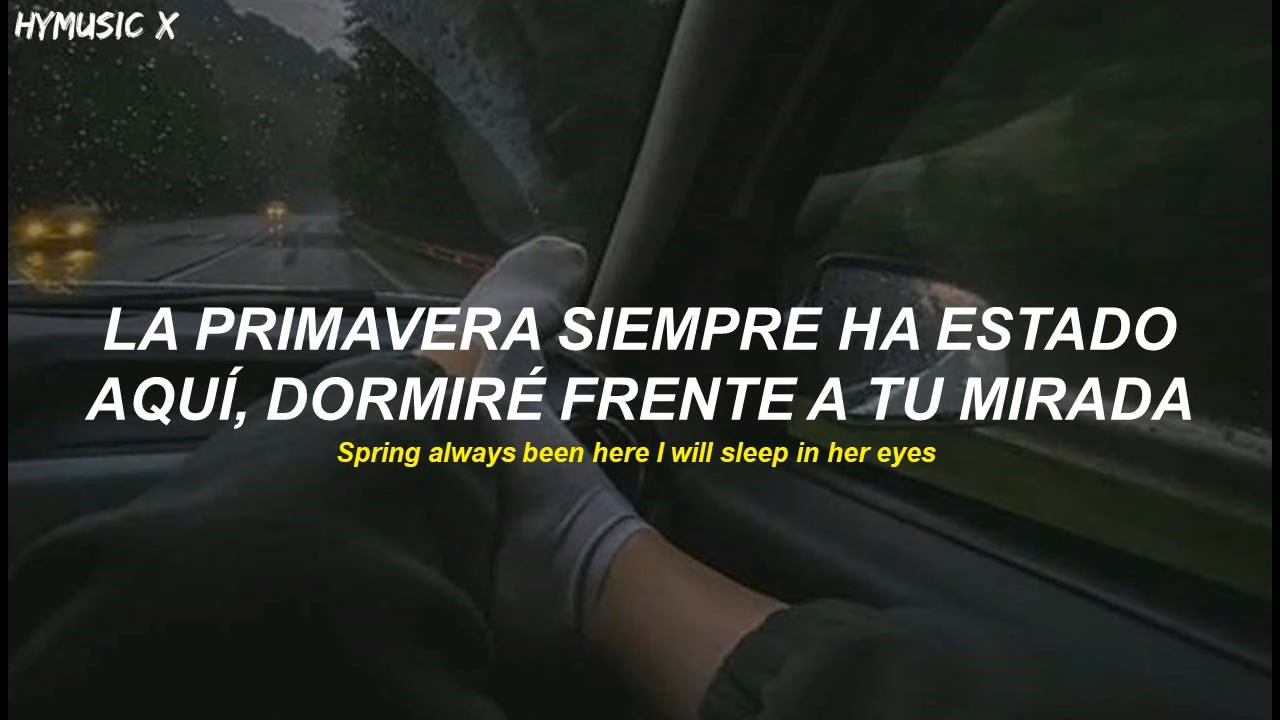 HYMUSIC X
LA PRIMAVERA SIEMPRE HA ESTADO
AQUÍ, DORMIRÉ FRENTE A TU MIRADA
Spring always been here I will sleep in her eyes